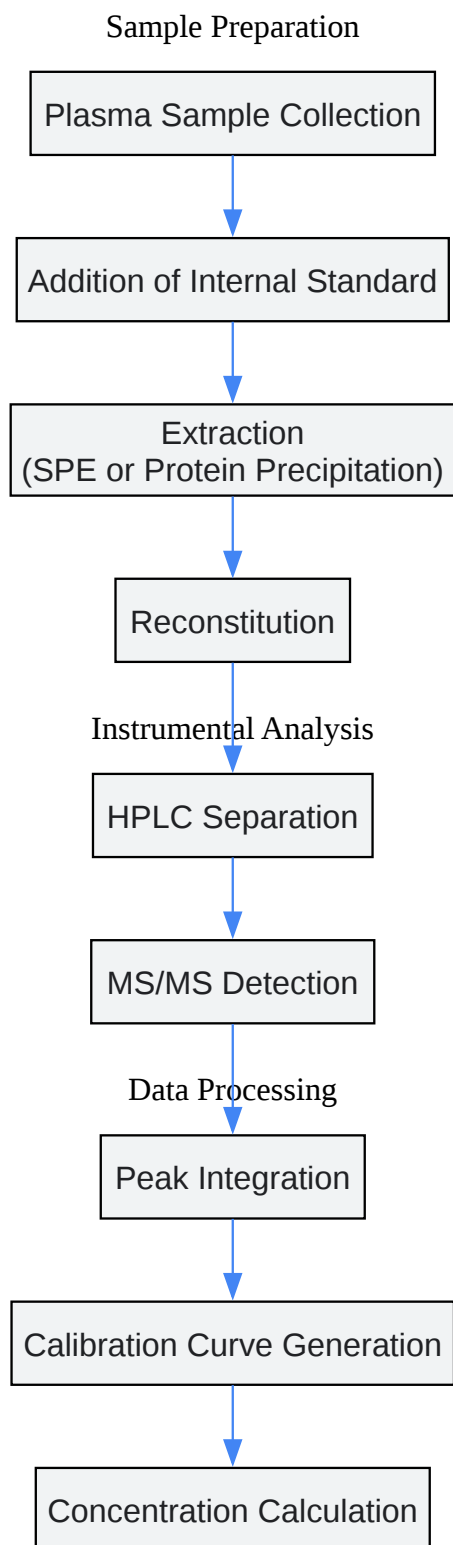 Sample Preparation
Plasma Sample Collection
Addition of Internal Standard
Extraction
(SPE or Protein Precipitation)
Reconstitution
Instrumental Analysis
HPLC Separation
MS/MS Detection
Data Processing
Peak Integration
Calibration Curve Generation
Concentration Calculation